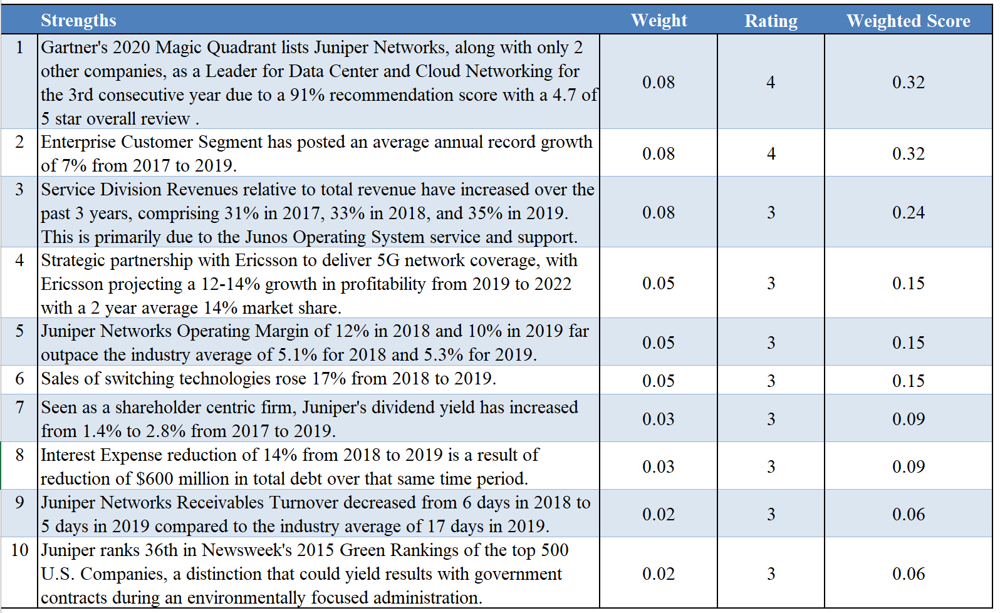 Strengths Weight Rating Weighted Score
1 Gartner's 2020 Magic Quadrant lists Juniper Networks, along with only 2
other companies, as a Leader for Data Center and Cloud Networking for
the 3rd consecutive year due to a 91% recommendation score with a 4.7 of
5 star overall review .
0.08 4 0.32
2 Enterprise Customer Segment has posted an average annual record growth
of 7% from 2017 to 2019.
0.08 4 0.32
3 Service Division Revenues relative to total revenue have increased over the
past 3 years, comprising 31% in 2017, 33% in 2018, and 35% in 2019.
This is primarily due to the Junos Operating System service and support.
0.08 3 0.24
4 Strategic partnership with Ericsson to deliver 5G network coverage, with
Ericsson projecting a 12-14% growth in profitability from 2019 to 2022
with a 2 year average 14% market share.
0.05 3 0.15
5 Juniper Networks Operating Margin of 12% in 2018 and 10% in 2019 far
outpace the industry average of 5.1% for 2018 and 5.3% for 2019.
0.05 3 0.15
6 Sales of switching technologies rose 17% from 2018 to 2019.
0.05 3 0.15
7 Seen as a shareholder centric firm, Juniper's dividend yield has increased
from 1.4% to 2.8% from 2017 to 2019.
0.03 3 0.09
8 Interest Expense reduction of 14% from 2018 to 2019 is a result of
reduction of $600 million in total debt over that same time period.
0.03 3 0.09
9 Juniper Networks Receivables Turnover decreased from 6 days in 2018 to
5 days in 2019 compared to the industry average of 17 days in 2019.
0.02 3 0.06
10 Juniper ranks 36th in Newsweek's 2015 Green Rankings of the top 500
U.S. Companies, a distinction that could yield results with government
contracts during an environmentally focused administration.
0.02 3 0.06